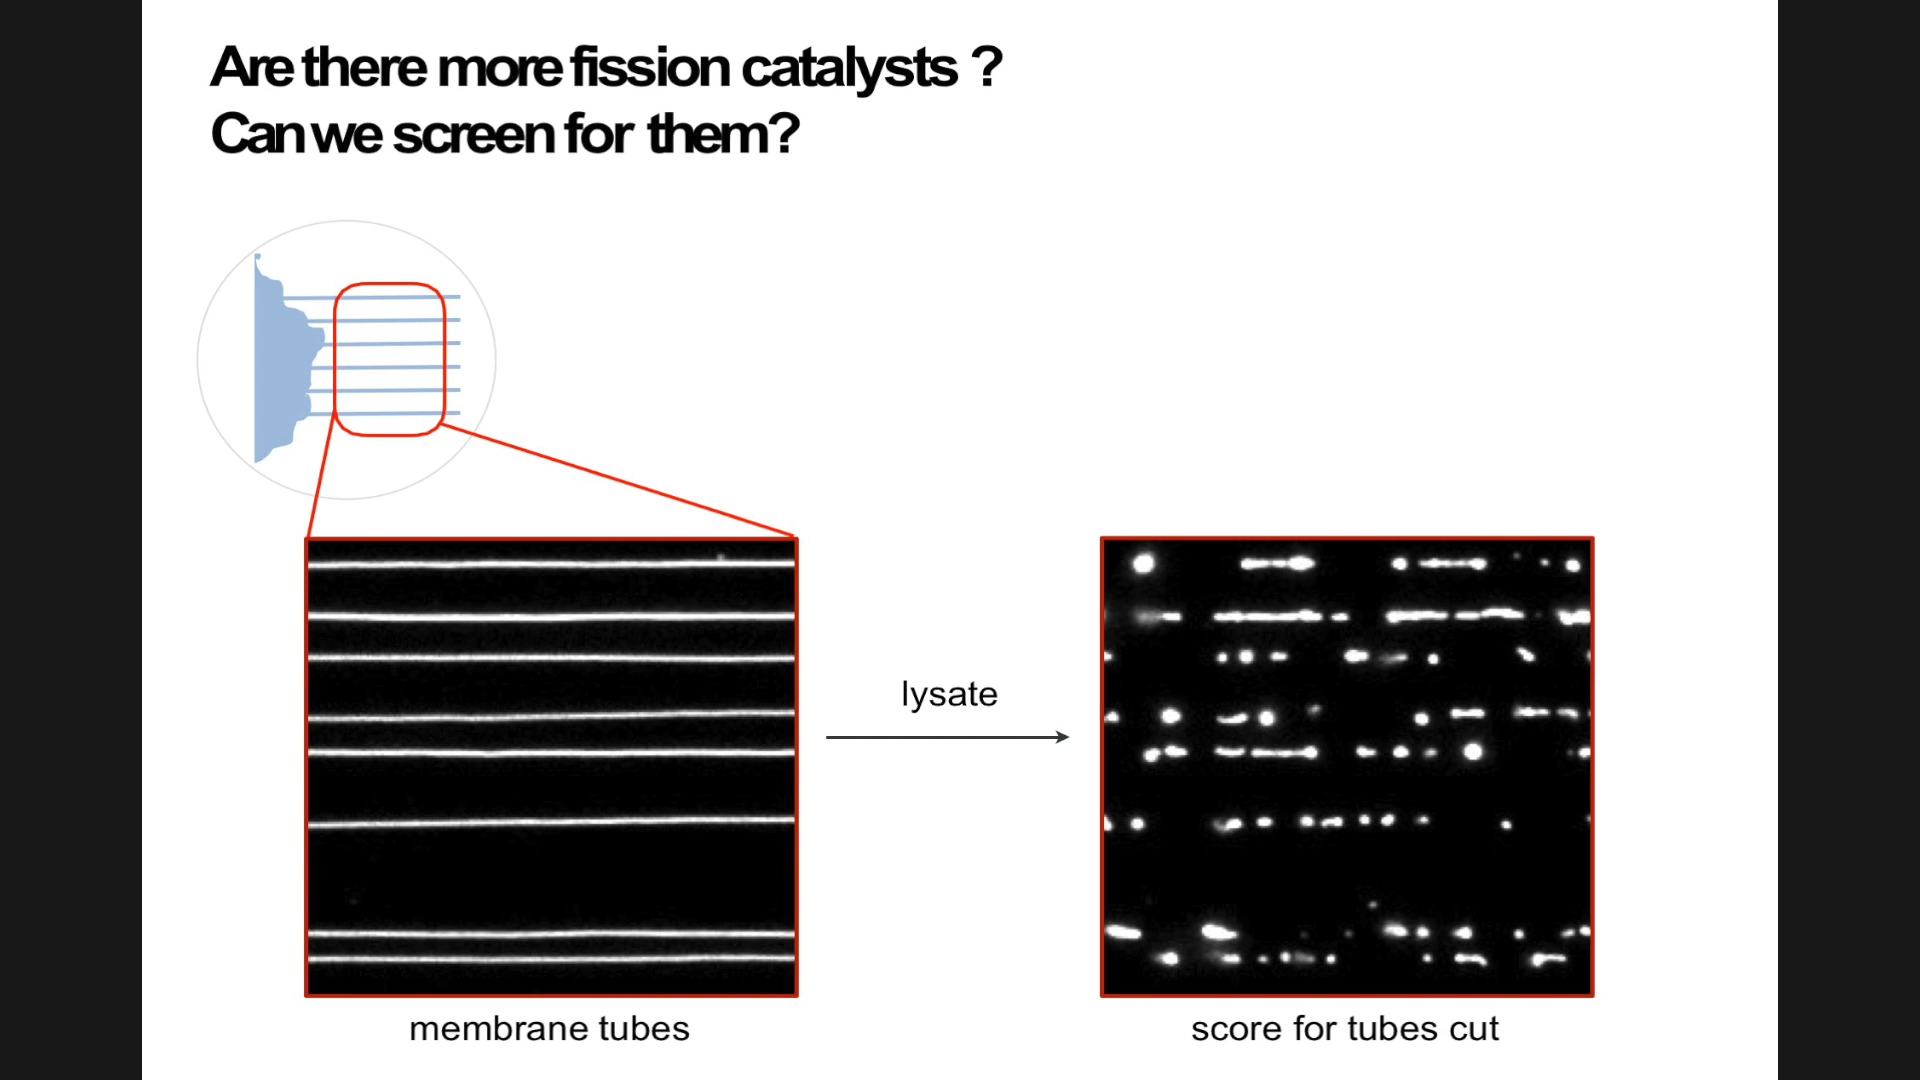 Are there more fission catalysts ?
Can we screen for them?
lysate
membrane tubes
score for tubes cut